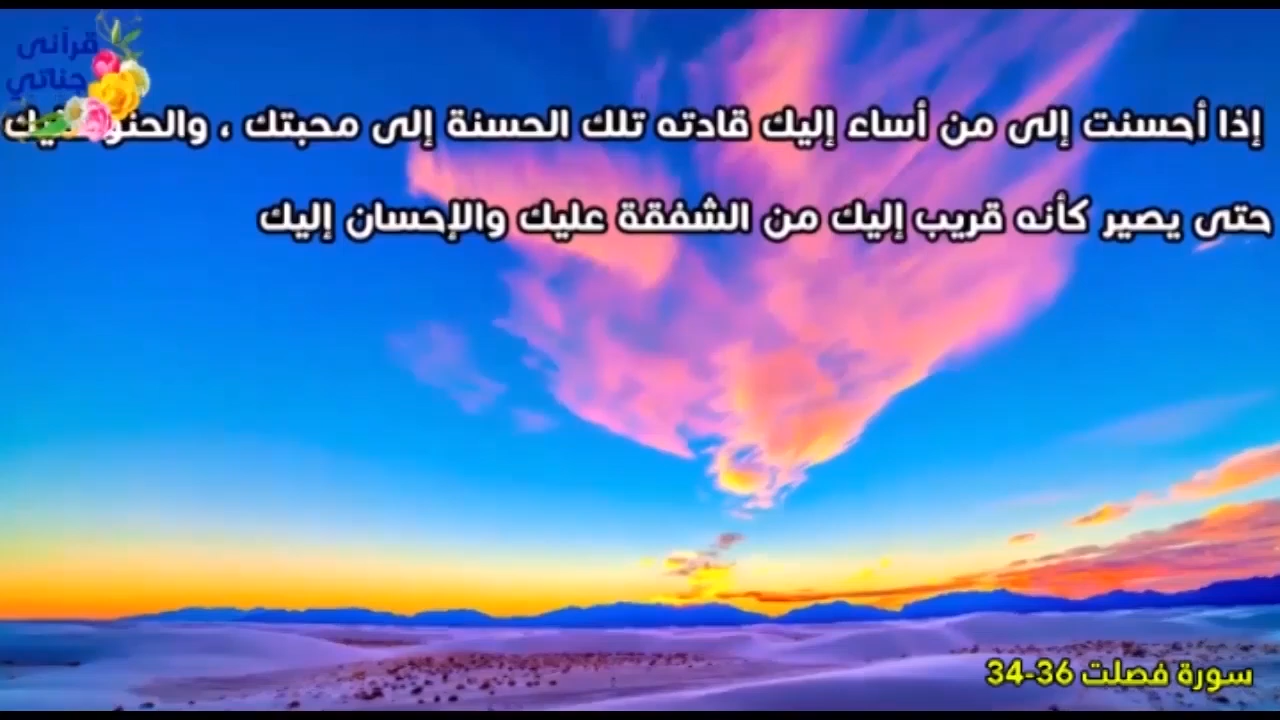 قرآنى
جناتي
إذا أحسنت إلى من أساء إليك قادته تلك الحسنة إلى محبتك ، والحنو
حتى يصير كأنه قريب إليك من الشفقة عليك والإحسان إليك
سورة فصلت 36-34